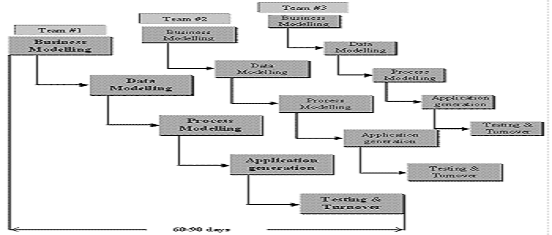 Team #1
Business
Modelling
Data
Modelling
Process
Modelling
Application
generation
Testing &
Turnover
Team #2
Business
Modelling
Data
Modelling
Process
Modelling
Application
generation
Testing &
Turnover
Team #3
Business
Modelling
Data
Modelling
Process
Modelling
Application
generation
Testing &
Turnover
60-90 days